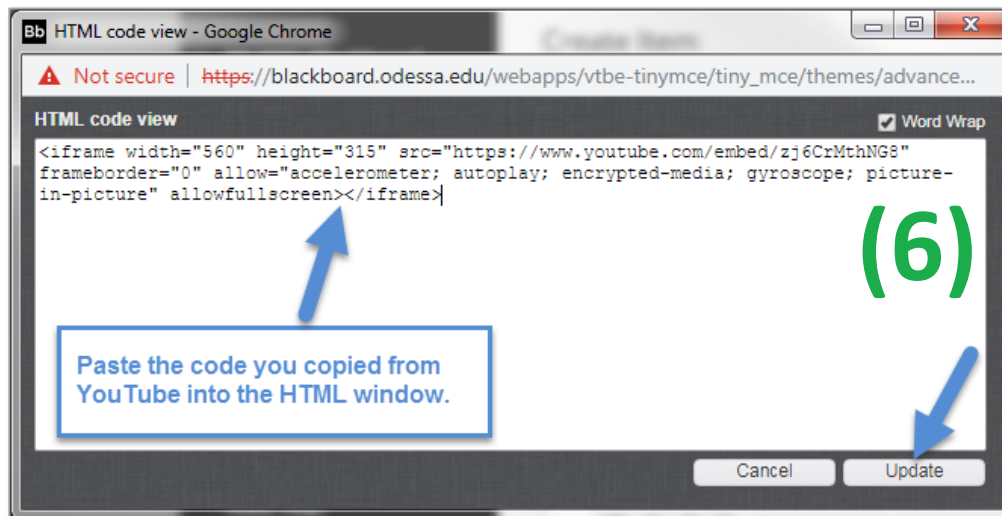 Bb HTML code view - Google Chrome
Create Item
Not secure | https://blackboard.odessa.edu/webapps/vtbe-tinymce/tiny_mce/themes/advance...
HTML code view
Word Wrap
<iframe width="560" height="315" src="https://www.youtube.com/embed/zj6CrMthNG8"
frameborder="0" allow="accelerometer; autoplay; encrypted-media; gyroscope; picture-
in-picture" allowfullscreen></iframe>
(6)
Paste the code you copied from
YouTube into the HTML window.
Cancel
Update